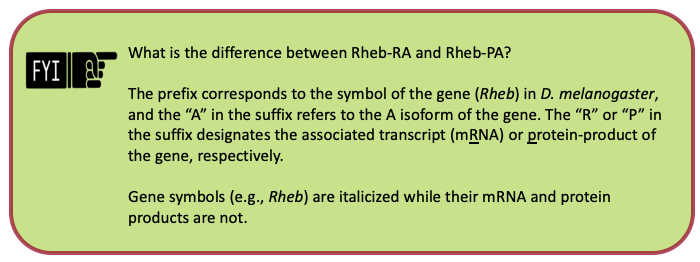 FYI
What is the difference between Rheb-RA and Rheb-PA?
The prefix corresponds to the symbol of the gene (Rheb) in D. melanogaster,
and the “A” in the suffix refers to the A isoform of the gene. The “R” or “P” in
the suffix designates the associated transcript (mRNA) or protein-product of
the gene, respectively.
Gene symbols (e.g., Rheb) are italicized while their mRNA and protein
products are not.